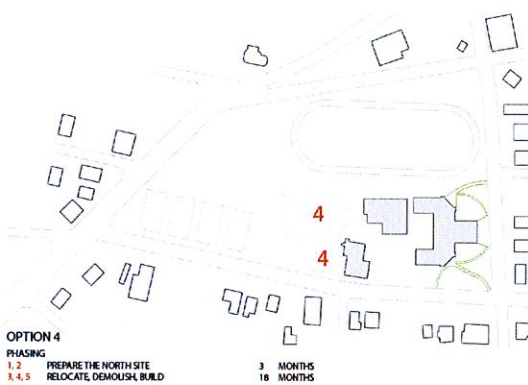 4
4
OPTION 4
PHASING
1, 2 PREPARE THE NORTH SITE 3 MONTHS
3, 4, 5 RELOCATE, DEMOLISH, BUILD 18 MONTHS